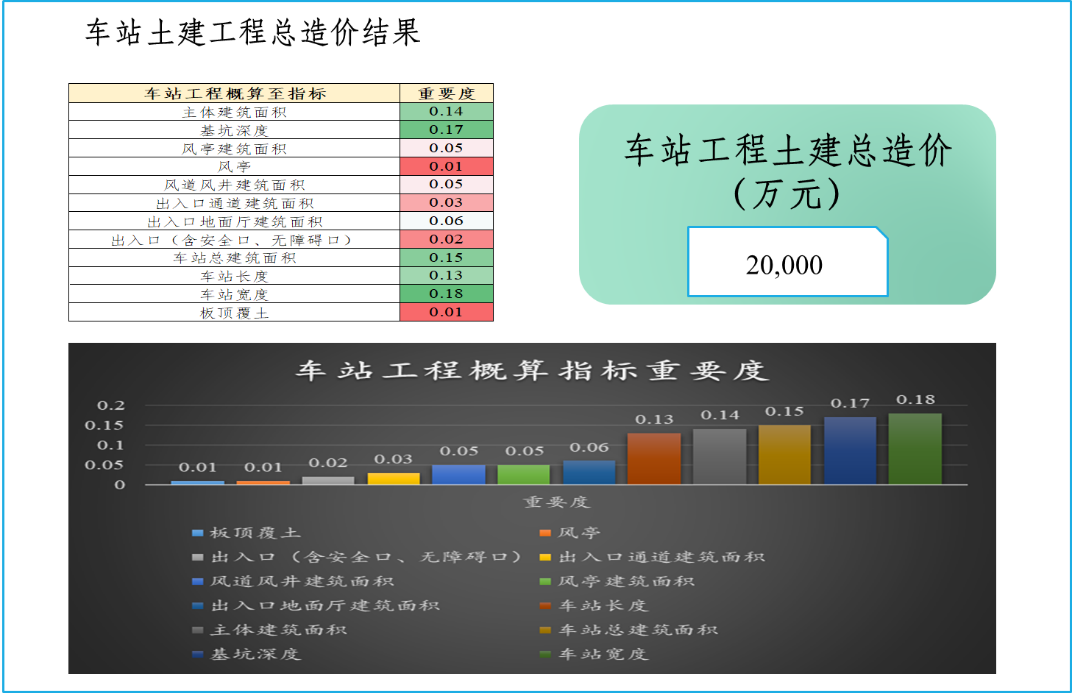 车站土建工程总造价结果
车站工程概算至指标 重要度
主体建筑面积 0.14
基坑深度 0.17
风亭建筑面积 0.05
风亭 0.01
风道风井建筑面积 0.05
出入口通道建筑面积 0.03
出入口地面厅建筑面积 0.06
出入口（含安全口、无障碍口） 0.02
车站总建筑面积 0.15
车站长度 0.13
车站宽度 0.18
板顶覆土 0.01
车站工程土建总造价
（万元）
20,000
车站工程概算指标重要度
0.2
0.15
0.1
0.05
0
0.01 0.01 0.02 0.03 0.05 0.05 0.06 0.13 0.14 0.15 0.17 0.18
重要度
板顶覆土 风亭
出入口（含安全口、无障碍口） 出入口通道建筑面积
风道风井建筑面积 风亭建筑面积
出入口地面厅建筑面积 车站长度
主体建筑面积 车站总建筑面积
基坑深度 车站宽度